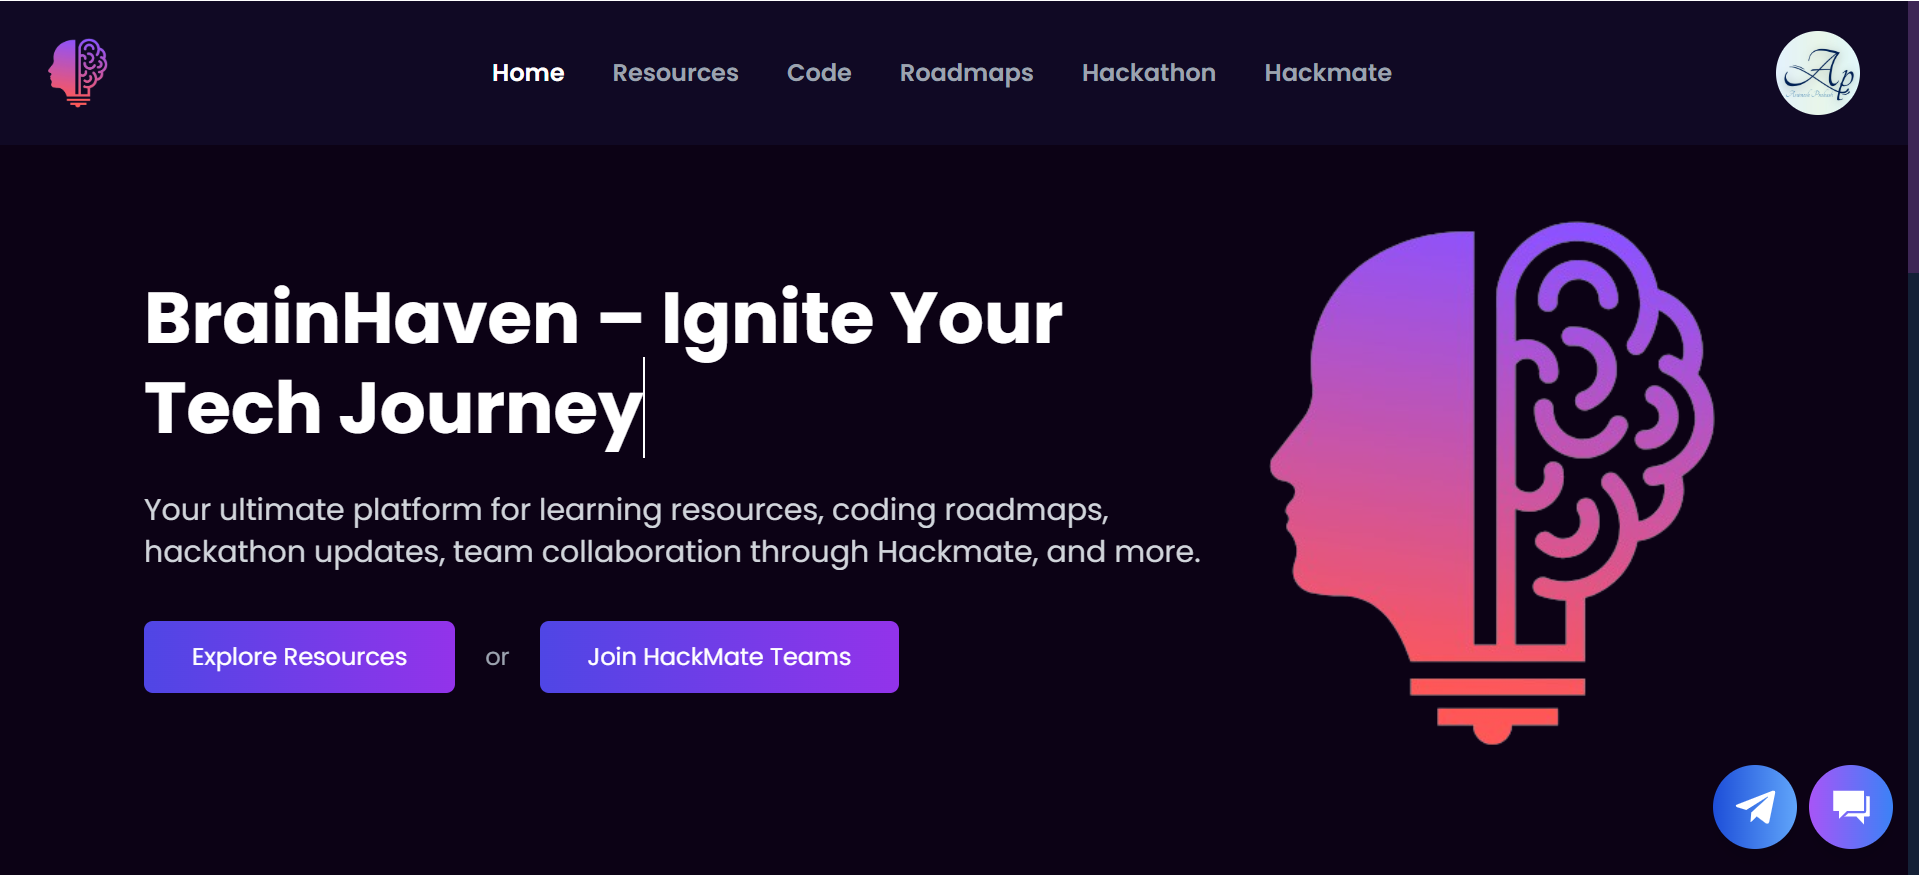 Home Resources Code Roadmaps Hackathon Hackmate
Ap
BrainHaven – Ignite Your
Tech Journey
Your ultimate platform for learning resources, coding roadmaps,
hackathon updates, team collaboration through Hackmate, and more.
Explore Resources or Join HackMate Teams